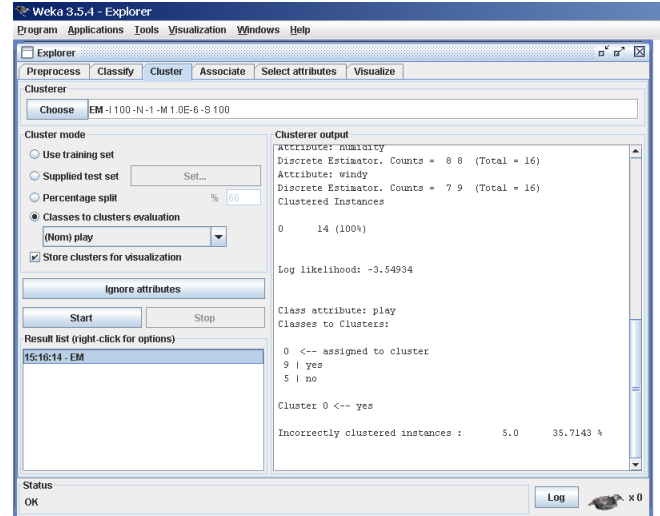 Weka 3.5.4 - Explorer
Program Applications Tools Visualization Windows Help
Explorer
Preprocess Classify Cluster Associate Select attributes Visualize
Clusterer
Choose EM -I 100 -N -1 -M 1.0E-6 -S 100
Cluster mode
Use training set
Supplied test set Set...
Percentage split % 66
Classes to clusters evaluation
(Nom) play
Store clusters for visualization
Ignore attributes
Start Stop
Result list (right-click for options)
15:16:14 - EM
Clusterer output
Attribute: humidity
Discrete Estimator. Counts = 8 8 (Total = 16)
Attribute: windy
Discrete Estimator. Counts = 7 9 (Total = 16)
Clustered Instances
0 14 (100%)
Log likelihood: -3.54934
Class attribute: play
Classes to Clusters:
0 <-- assigned to cluster
9 | yes
5 | no
Cluster 0 <-- yes
Incorrectly clustered instances : 5.0 35.7143 %
Status
OK
Log x 0